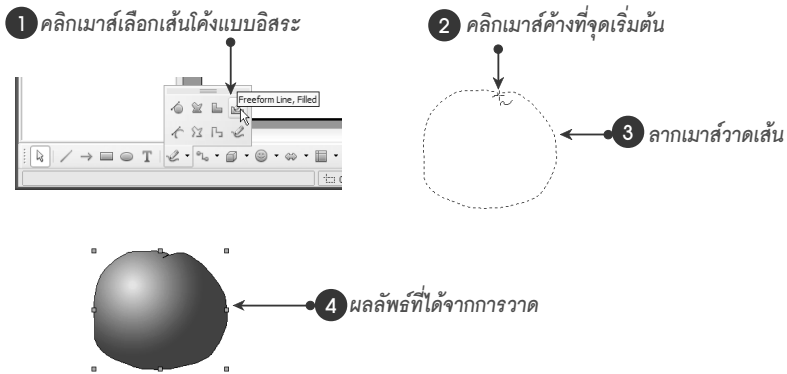 1 คลิกเมาส์เลือกเส้นโค้งแบบอิสระ
Freeform Line, Filled
T
2 คลิกเมาส์ค้างที่จุดเริ่มต้น
3 ลากเมาส์วาดเส้น
4 ผลลัพธ์ที่ได้จากการวาด